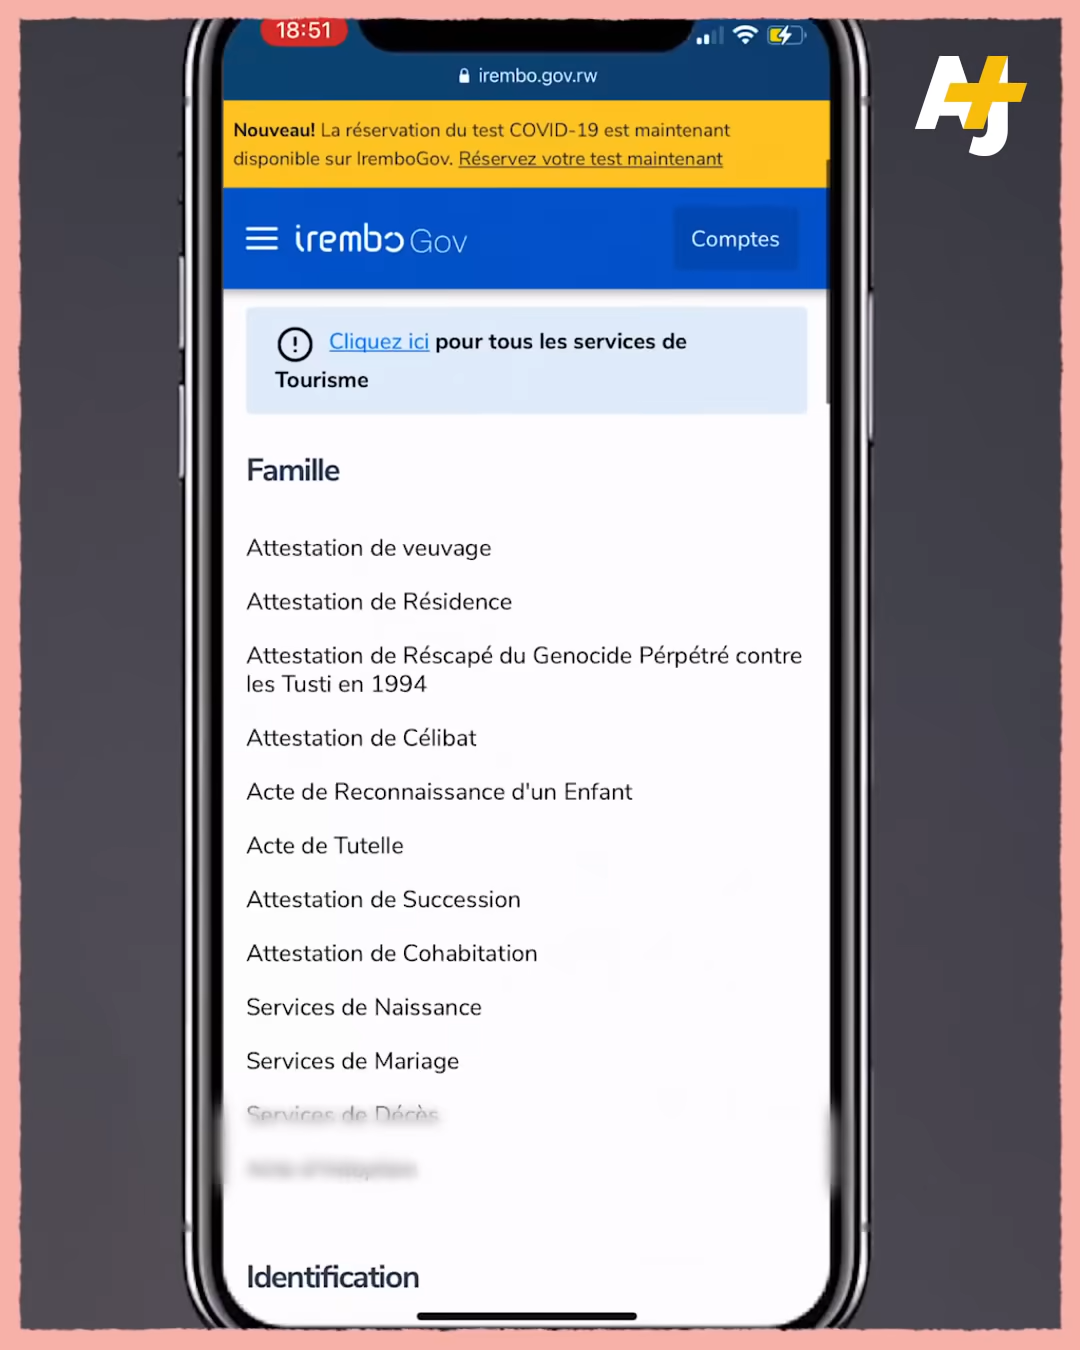 18:51
irembo.gov.rw
AJ+
Nouveau! La réservation du test COVID-19 est maintenant
disponible sur IremboGov. Réservez votre test maintenant
irembo Gov
Comptes
Cliquez ici pour tous les services de
Tourisme
Famille
Attestation de veuvage
Attestation de Résidence
Attestation de Réscapé du Genocide Pérpétré contre
les Tusti en 1994
Attestation de Célibat
Acte de Reconnaissance d'un Enfant
Acte de Tutelle
Attestation de Succession
Attestation de Cohabitation
Services de Naissance
Services de Mariage
Services de Décès
Identification